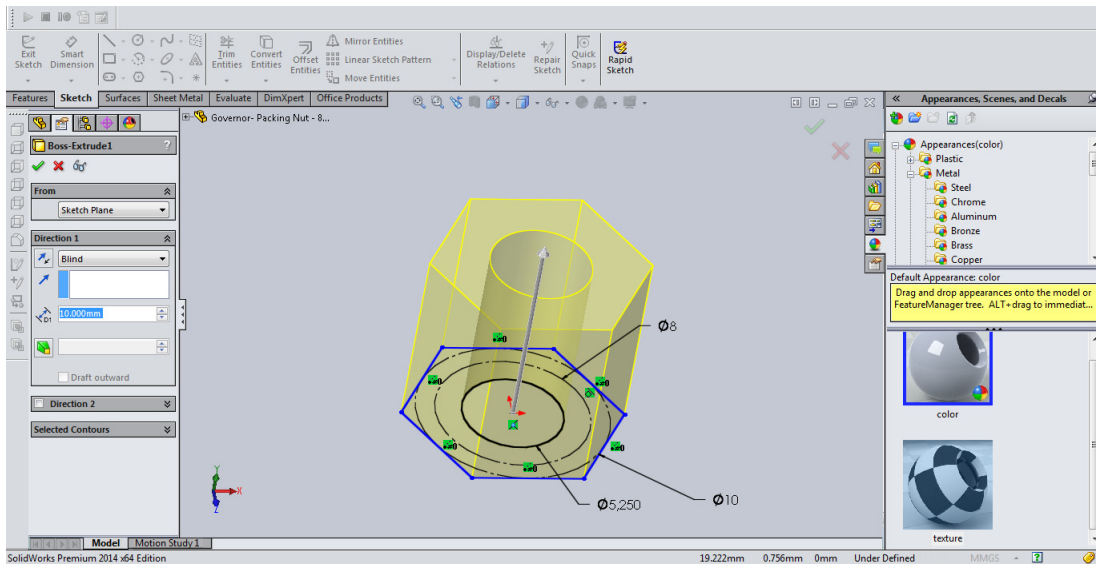 Exit
Sketch
Smart
Dimension
Trim
Entities
Convert
Entities
Offset
Entities
Mirror Entities
Linear Sketch Pattern
Move Entities
Display/Delete
Relations
Repair
Sketch
Quick
Snaps
Rapid
Sketch
Features
Sketch
Surfaces
Sheet Metal
Evaluate
DimXpert
Office Products
Governor- Packing Nut - 8...
Boss-Extrude1
?
From
Sketch Plane
Direction 1
Blind
D1
10.000mm
Draft outward
Direction 2
Selected Contours
Ø8
Ø5,250
Ø10
Y
X
Z
Appearances, Scenes, and Decals
Appearances(color)
Plastic
Metal
Steel
Chrome
Aluminum
Bronze
Brass
Copper
Default Appearance: color
Drag and drop appearances onto the model or
FeatureManager tree. ALT+drag to immediat...
color
texture
Model
Motion Study 1
SolidWorks Premium 2014 x64 Edition
19.222mm
0.756mm
0mm
Under Defined
MMGS
?